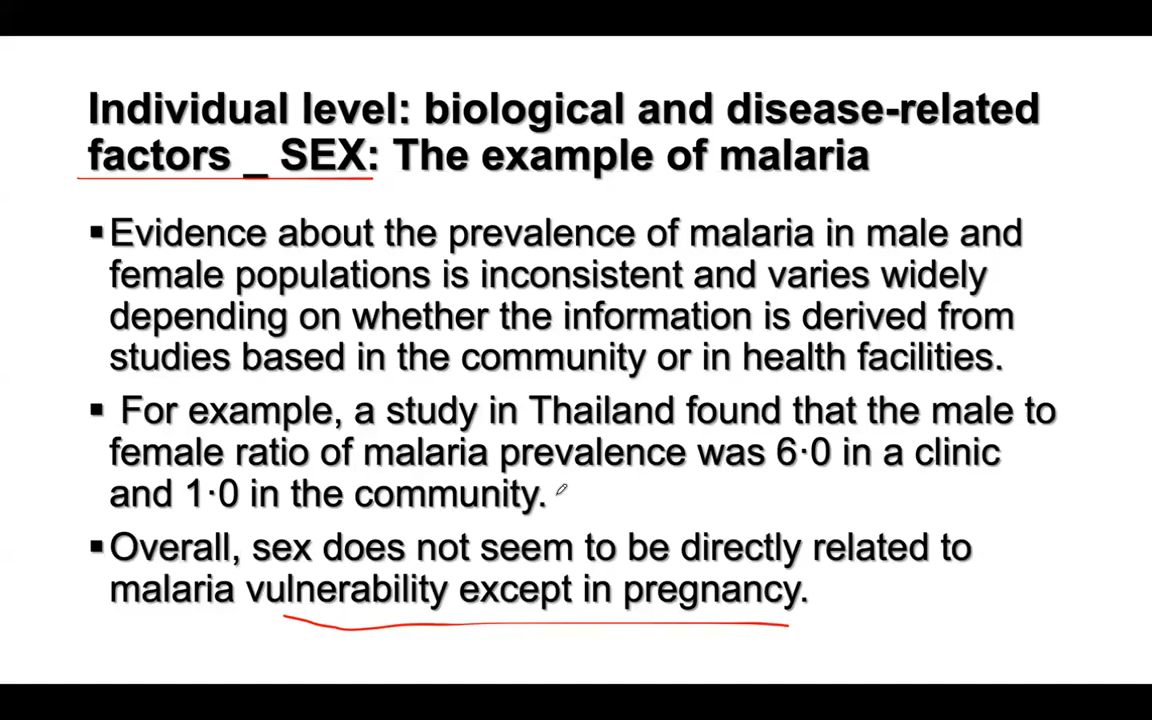 Individual level: biological and disease-related
factors _ SEX: The example of malaria
▪Evidence about the prevalence of malaria in male and
female populations is inconsistent and varies widely
depending on whether the information is derived from
studies based in the community or in health facilities.
▪ For example, a study in Thailand found that the male to
female ratio of malaria prevalence was 6·0 in a clinic
and 1·0 in the community.
▪Overall, sex does not seem to be directly related to
malaria vulnerability except in pregnancy.